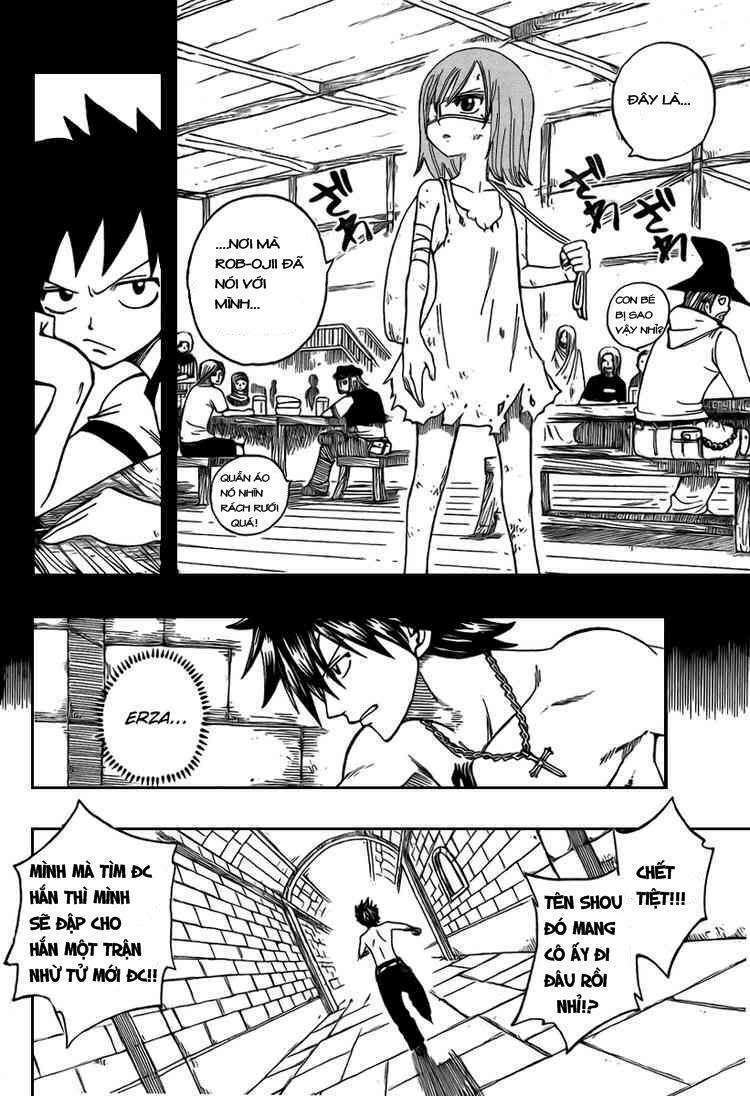 ĐÂY LÀ...
....NƠI MÀ
ROB-OJII ĐÃ
NÓI VỚI
MÌNH...
CON BÉ
BỊ SAO
VẬY NHỈ?
QUẦN ÁO
NÓ NHÌN
RÁCH RƯỚI
QUÁ!
ERZA...
CHẾT
TIỆT!!!
TÊN SHOU
ĐÓ MANG
CÔ ẤY ĐI
ĐÂU RỒI
NHỈ!?
MÌNH MÀ TÌM ĐC
HẮN THÌ MÌNH
SẼ ĐẬP CHO
HẮN MỘT TRẬN
NHỪ TỬ MỚI ĐC!!